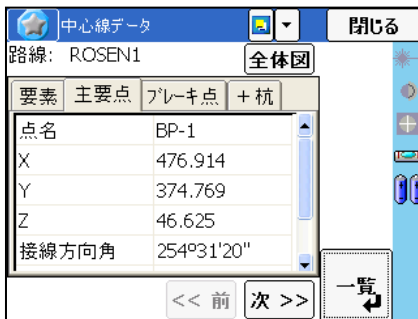 中心線データ 閉じる
路線: ROSEN1 全体図
要素 主要点 ブレーキ点 +杭
点名 BP-1
X 476.914
Y 374.769
Z 46.625
接線方向角 254º31'20"
<< 前 次 >> 一覧